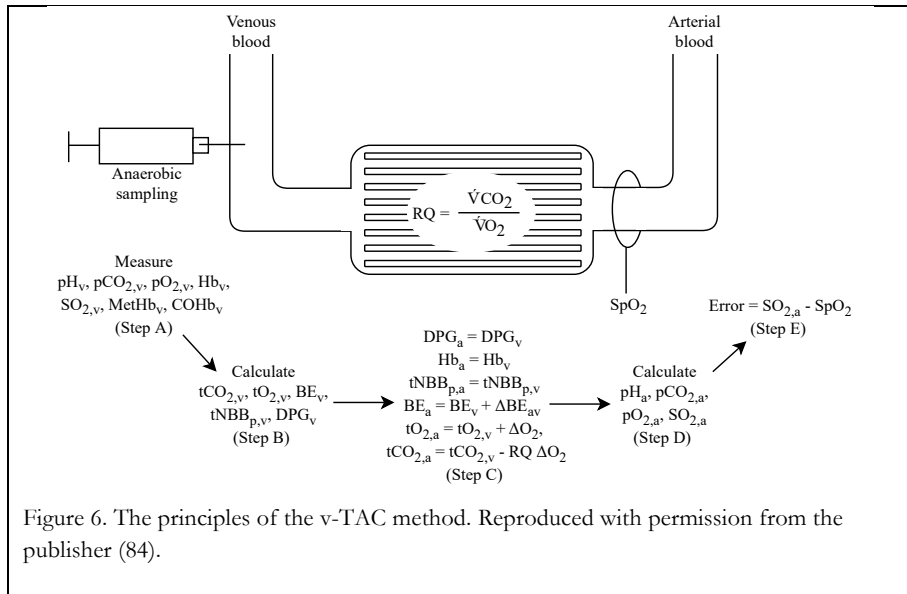 Venous
blood
Arterial
blood
Anaerobic
sampling
RQ = V́CO₂
V́O₂
SpO₂
Measure
pHᵥ, pCO₂,ᵥ, pO₂,ᵥ, Hbᵥ,
SO₂,ᵥ, MetHbᵥ, COHbᵥ
(Step A)
Calculate
tCO₂,ᵥ, tO₂,ᵥ, BEᵥ,
tNBBₚ,ᵥ, DPGᵥ
(Step B)
DPGₐ = DPGᵥ
Hbₐ = Hbᵥ
tNBBₚ,ₐ = tNBBₚ,ᵥ
BEₐ = BEᵥ + ΔBEₐᵥ
tO₂,ₐ = tO₂,ᵥ + ΔO₂,
tCO₂,ₐ = tCO₂,ᵥ - RQ ΔO₂
(Step C)
Calculate
pHₐ, pCO₂,ₐ,
pO₂,ₐ, SO₂,ₐ
(Step D)
Error = SO₂,ₐ - SpO₂
(Step E)
Figure 6. The principles of the v-TAC method. Reproduced with permission from the
publisher (84).